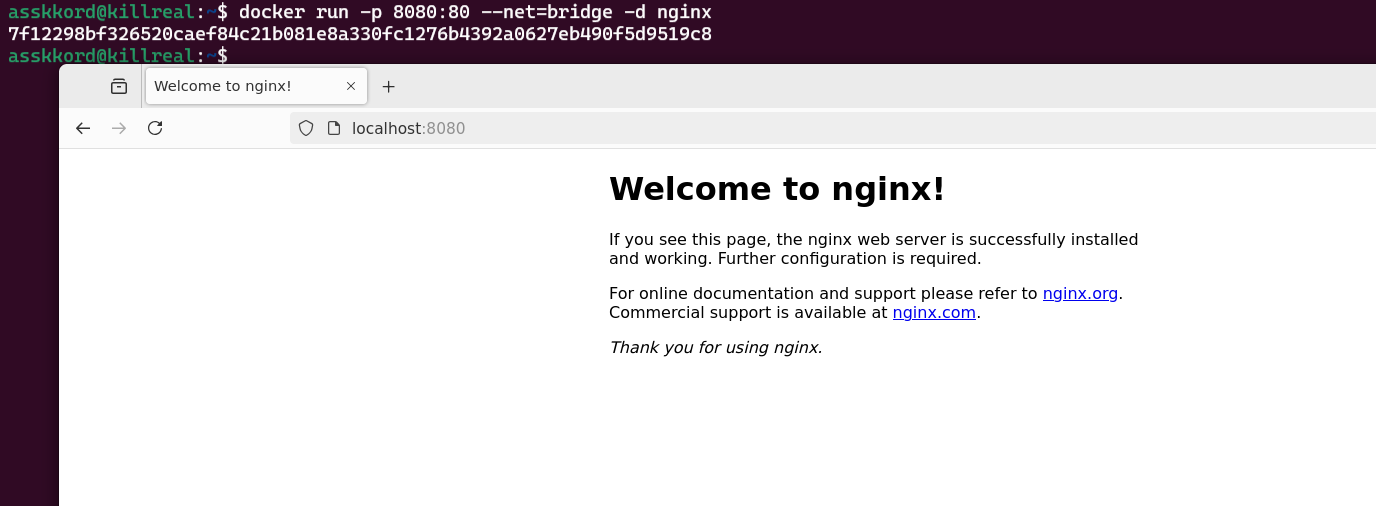 asskkord@killreal:~$ docker run -p 8080:80 --net=bridge -d nginx
7f12298bf326520caef84c21b081e8a330fc1276b4392a0627eb490f5d9519c8
asskkord@killreal:~$
Welcome to nginx!
localhost:8080
Welcome to nginx!
If you see this page, the nginx web server is successfully installed
and working. Further configuration is required.
For online documentation and support please refer to nginx.org.
Commercial support is available at nginx.com.
Thank you for using nginx.